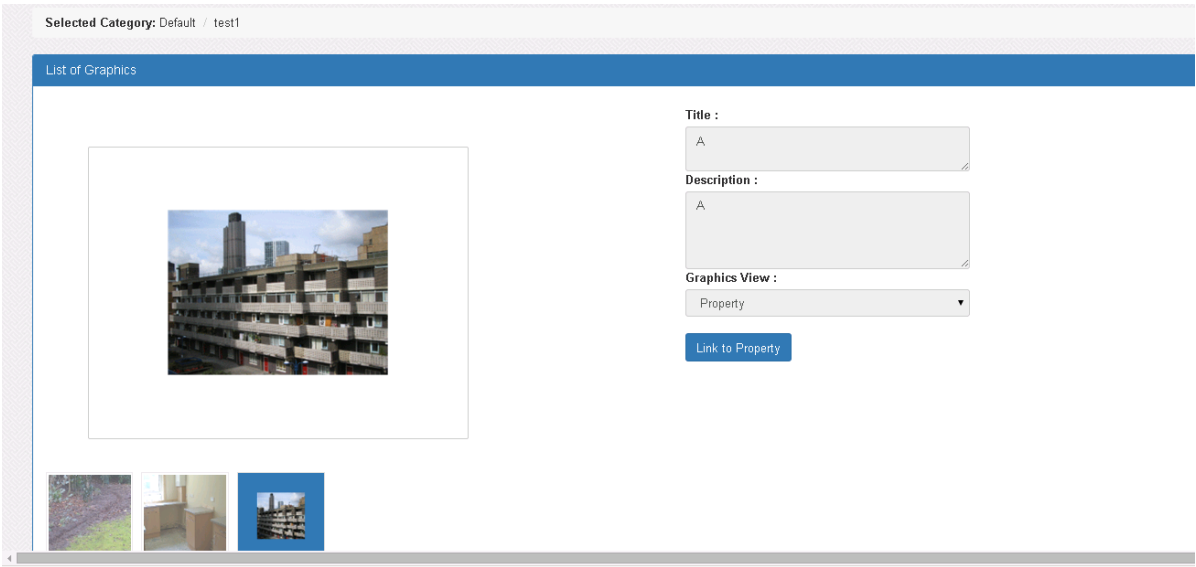 Selected Category: Default / test1
List of Graphics
Title :
A
Description :
A
Graphics View :
Property
Link to Property